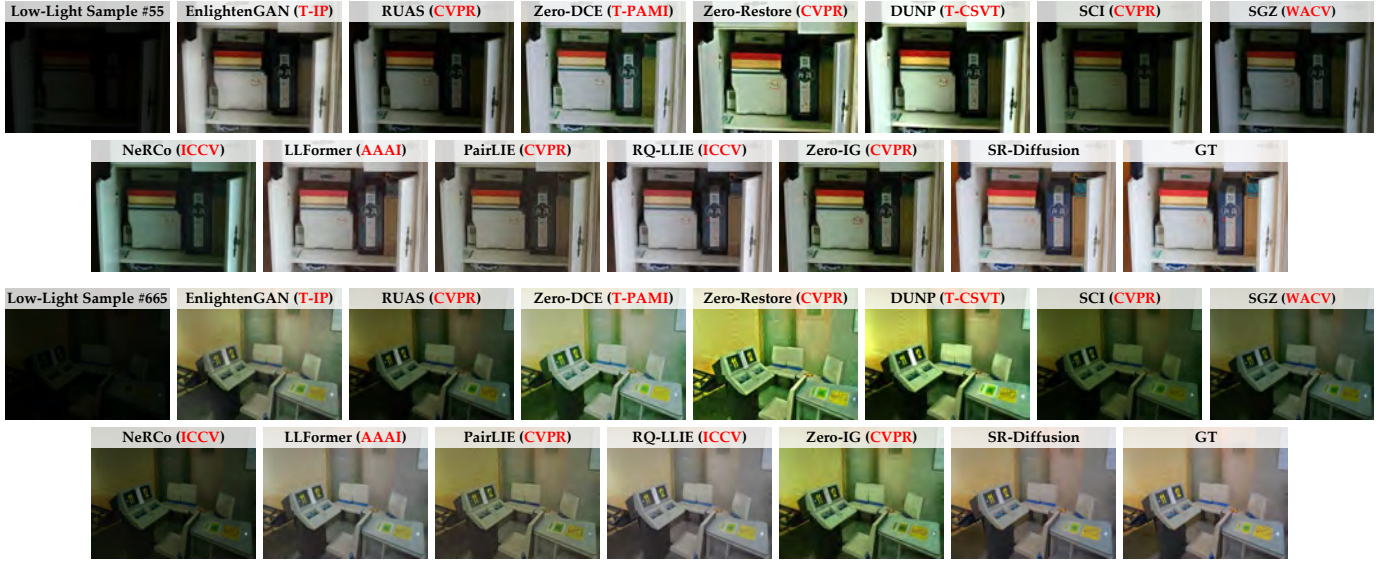 Low-Light Sample #55 EnlightenGAN (T-IP) RUAS (CVPR) Zero-DCE (T-PAMI) Zero-Restore (CVPR) DUNP (T-CSVT) SCI (CVPR) SGZ (WACV)
NeRCo (ICCV) LLFormer (AAAI) PairLIE (CVPR) RQ-LLIE (ICCV) Zero-IG (CVPR) SR-Diffusion GT
Low-Light Sample #665 EnlightenGAN (T-IP) RUAS (CVPR) Zero-DCE (T-PAMI) Zero-Restore (CVPR) DUNP (T-CSVT) SCI (CVPR) SGZ (WACV)
NeRCo (ICCV) LLFormer (AAAI) PairLIE (CVPR) RQ-LLIE (ICCV) Zero-IG (CVPR) SR-Diffusion GT